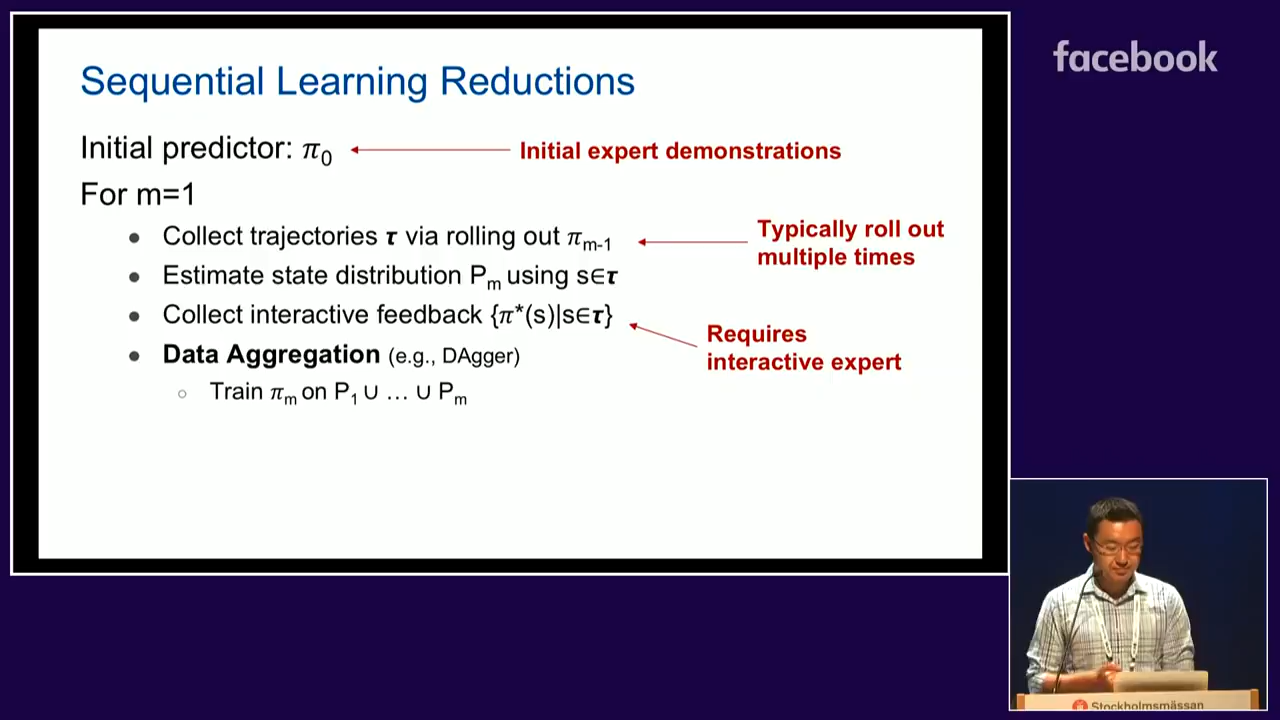 facebook
Sequential Learning Reductions
Initial predictor: π0
Initial expert demonstrations
For m=1
● Collect trajectories τ via rolling out πm-1
Typically roll out
multiple times
● Estimate state distribution Pm using s∈τ
● Collect interactive feedback {π*(s)|s∈τ}
Requires
interactive expert
● Data Aggregation (e.g., DAgger)
○ Train πm on P1 ∪ … ∪ Pm
Stockholmsmässan